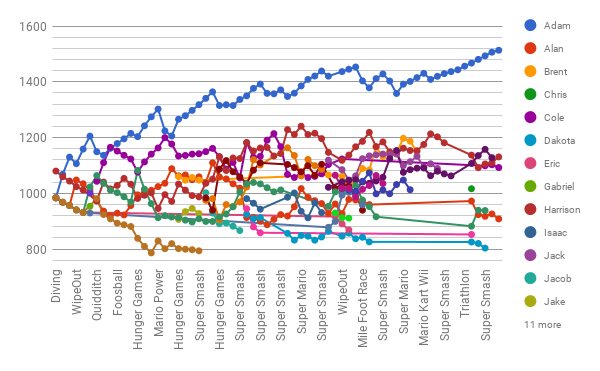 1600
1400
1200
1000
800
Diving
WipeOut
Quidditch
Foosball
Hunger Games
Mario Power
Hunger Games
Super Smash
Hunger Games
Super Smash
Super Smash
Super Smash
Super Mario
Super Smash
WipeOut
Mile Foot Race
Super Smash
Super Mario
Mario Kart Wii
Super Smash
Triathlon
Super Smash
Adam
Alan
Brent
Chris
Cole
Dakota
Eric
Gabriel
Harrison
Isaac
Jack
Jacob
Jake
11 more